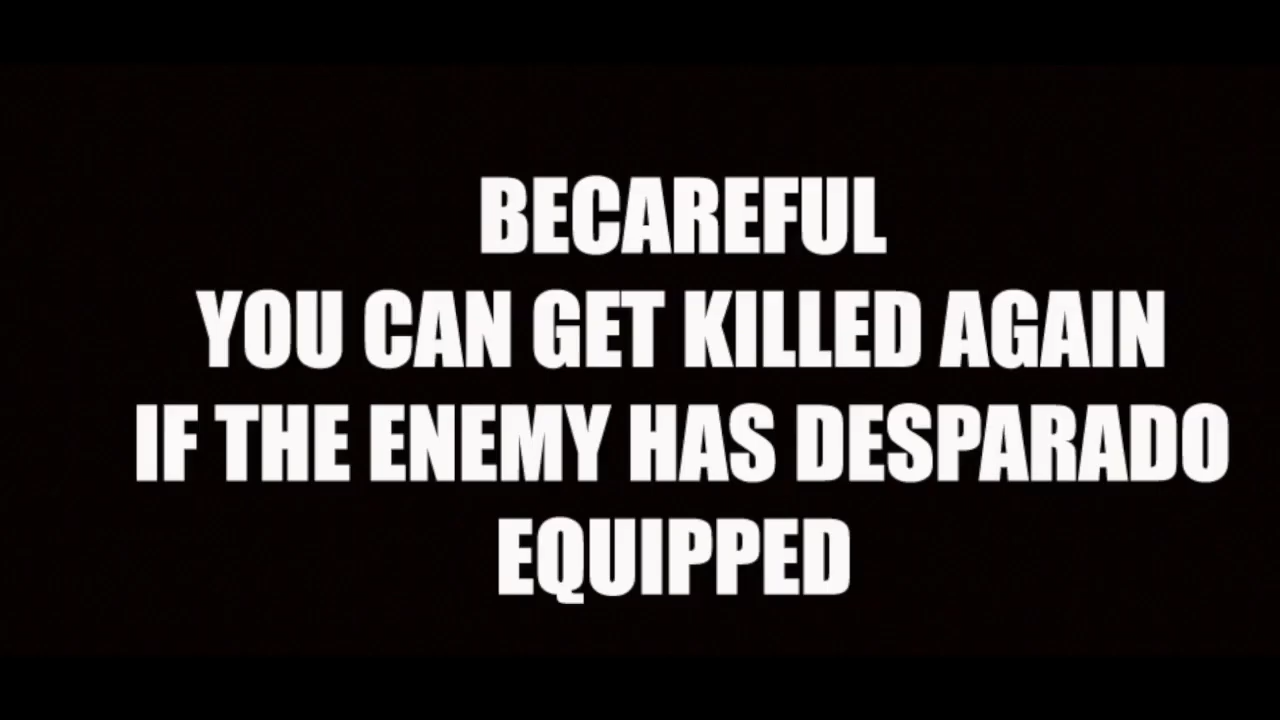 BECAREFUL
YOU CAN GET KILLED AGAIN
IF THE ENEMY HAS DESPARADO
EQUIPPED